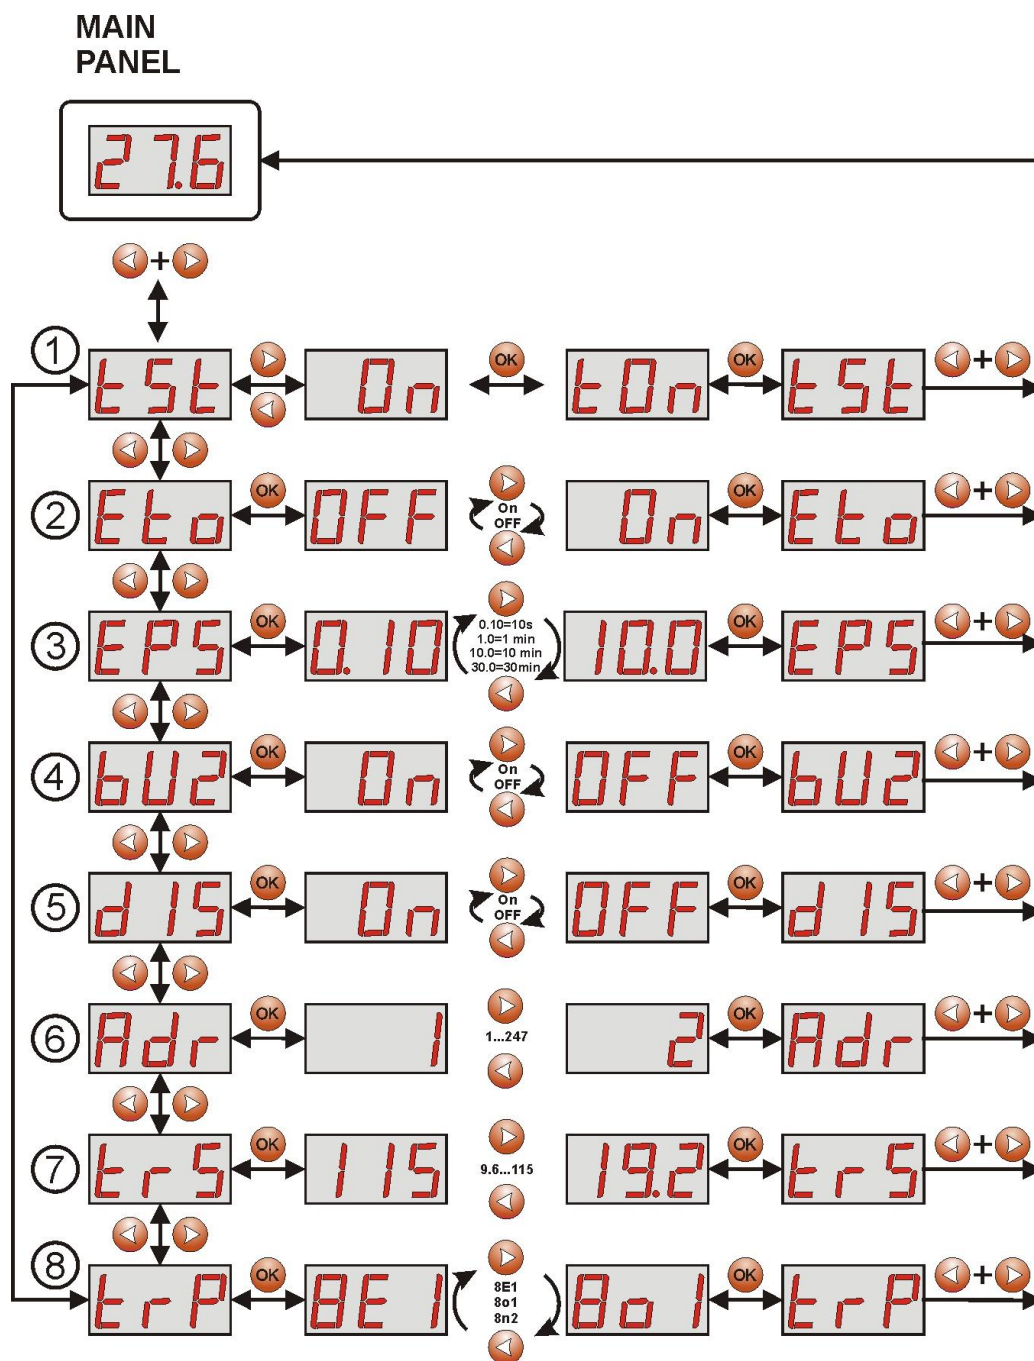 MAIN
PANEL
27.6
+
1
tSt
On
OK
tOn
OK
tSt
+
2
Eto
OK
OFF
On
OFF
On
OK
Eto
+
3
EPS
OK
0.10
0.10=10s
1.0=1 min
10.0=10 min
30.0=30min
10.0
OK
EPS
+
4
bU2
OK
On
On
OFF
OFF
OK
bU2
+
5
dIS
OK
On
On
OFF
OFF
OK
dIS
+
6
Adr
OK
1
1...247
2
OK
Adr
+
7
trS
OK
115
9.6...115
19.2
OK
trS
+
8
trP
OK
8E1
8E1
8o1
8n2
8o1
OK
trP
+